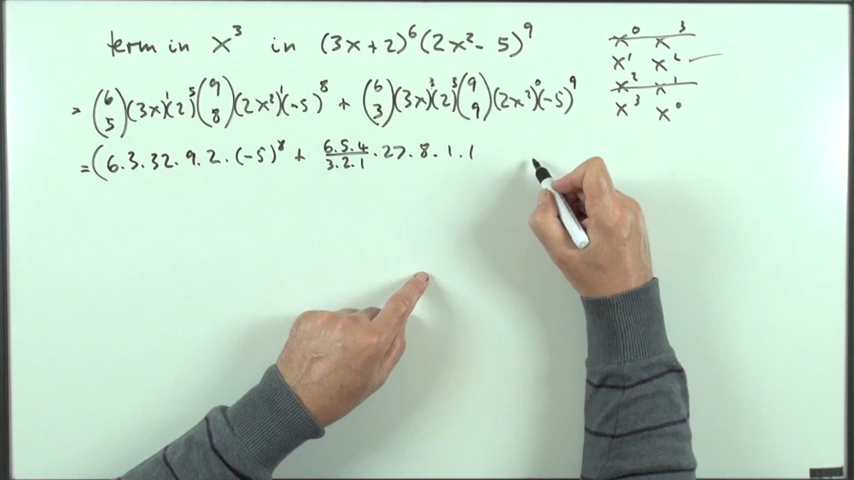 term in x³ in (3x+2)⁶(2x²-5)⁹
= (6 5)(3x)¹(2)⁵(9 8)(2x²)¹(-5)⁸ + (6 3)(3x)³(2)³(9 9)(2x²)⁰(-5)⁹
=(6.3.32.9.2.(-5)⁸ + 6.5.4/3.2.1 .27.8.1.1
x⁰ x³
x¹ x²
x² x¹
x³ x⁰